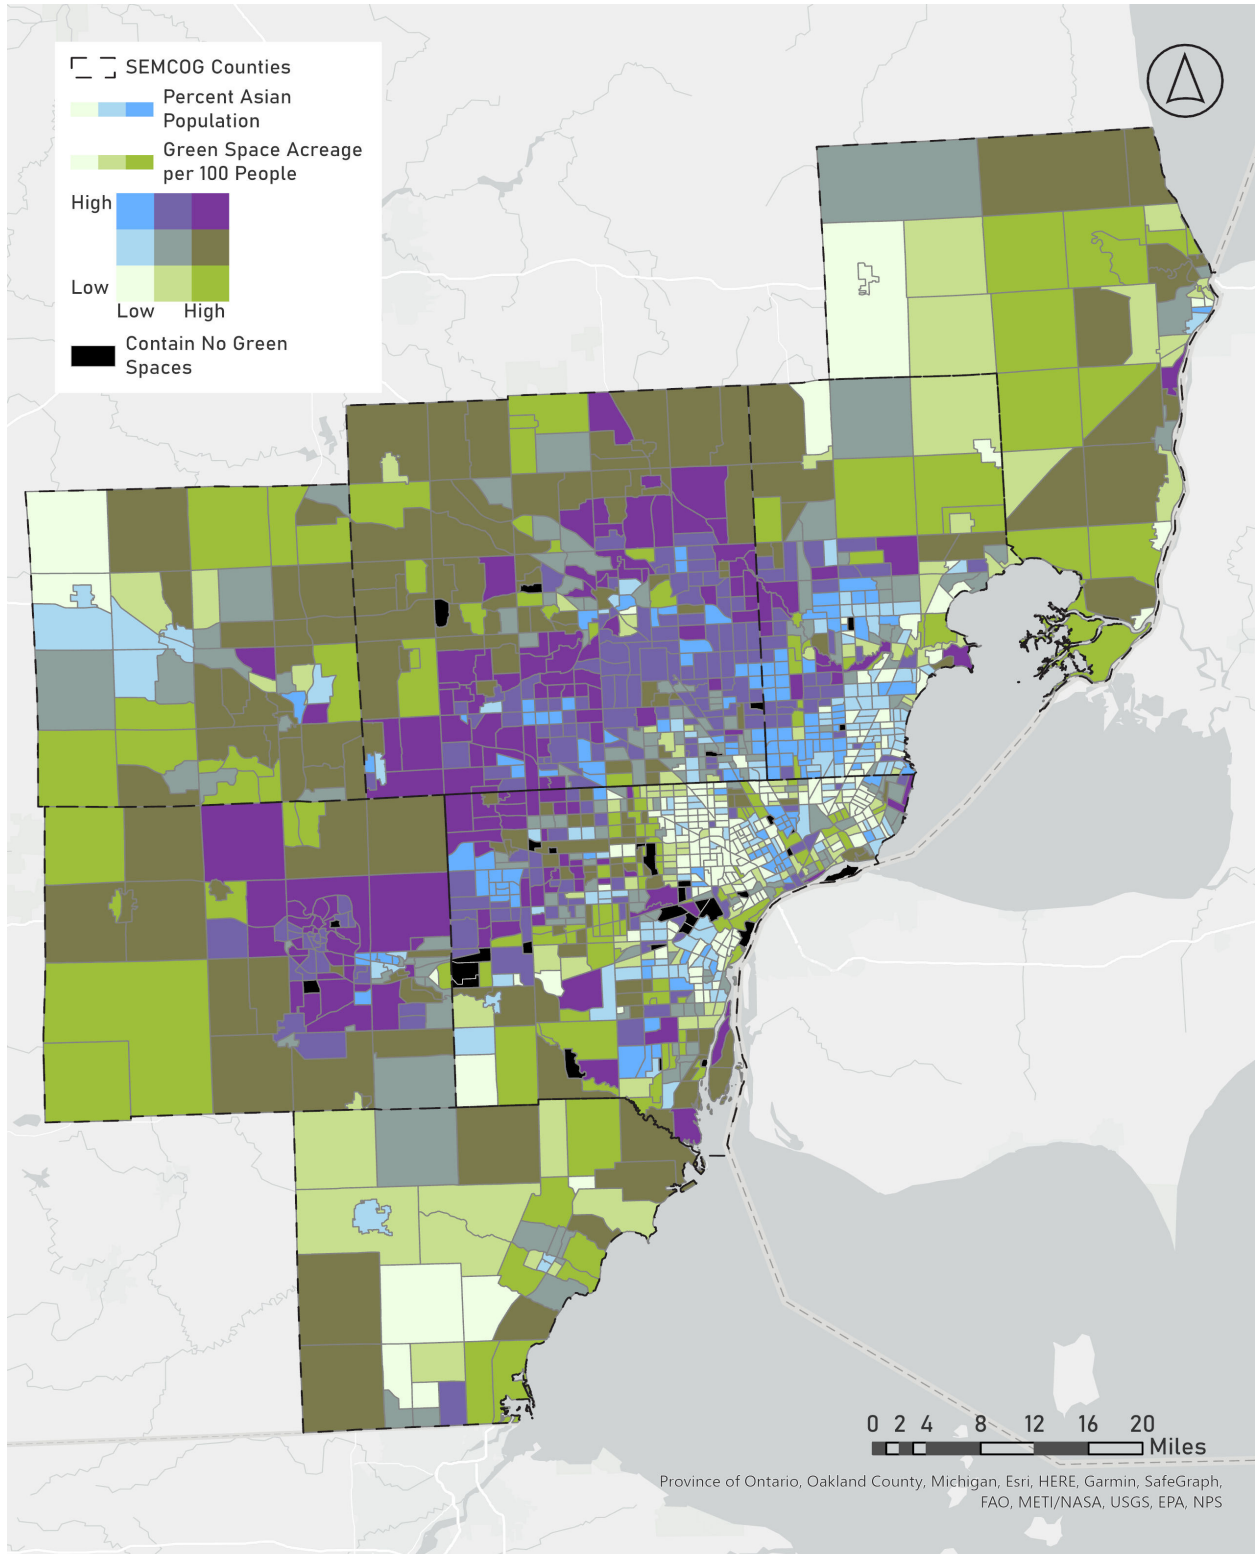 SEMCOG Counties
Percent Asian
Population
Green Space Acreage
per 100 People
High
Low
Low High
Contain No Green
Spaces
0 2 4 8 12 16 20
Miles
Province of Ontario, Oakland County, Michigan, Esri, HERE, Garmin, SafeGraph,
FAO, METI/NASA, USGS, EPA, NPS